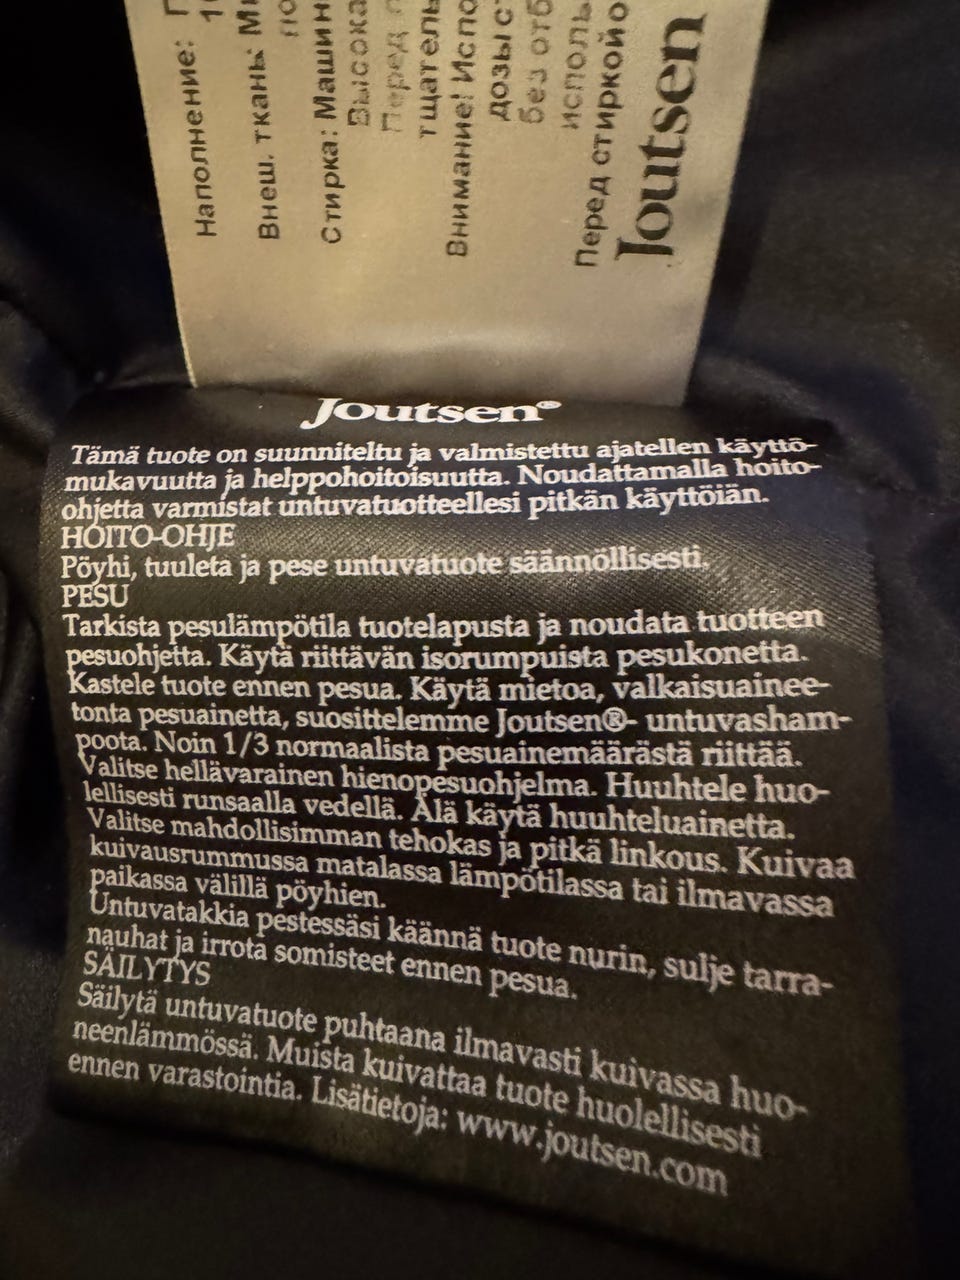 Наполнение:
Внеш. ткань:
Стирка: Машин
Высока
Перед
тщатель
Внимание! Испо
дозы с
без отб
исполь
Перед стиркой о
Joutsen
Joutsen®
Tämä tuote on suunniteltu ja valmistettu ajatellen käyttö-
mukavuutta ja helppohoitoisuutta. Noudattamalla hoito-
ohjetta varmistat untuvatuotteellesi pitkän käyttöiän.
HOITO-OHJE
Pöyhi, tuuleta ja pese untuvatuote säännöllisesti.
PESU
Tarkista pesulämpötila tuotelapusta ja noudata tuotteen
pesuohjetta. Käytä riittävän isorumpuista pesukonetta.
Kastele tuote ennen pesua. Käytä mietoa, valkaisuainee-
tonta pesuainetta, suosittelemme Joutsen®- untuvasham-
poota. Noin 1/3 normaalista pesuainemäärästä riittää.
Valitse hellävarainen hienopesuohjelma. Huuhtele huo-
lellisesti runsaalla vedellä. Älä käytä huuhteluainetta.
Valitse mahdollisimman tehokas ja pitkä linkous. Kuivaa
kuivausrummussa matalassa lämpötilassa tai ilmavassa
paikassa välillä pöyhien.
Untuvatakkia pestessäsi käännä tuote nurin, sulje tarra-
nauhat ja irrota somisteet ennen pesua.
SÄILYTYS
Säilytä untuvatuote puhtaana ilmavasti kuivassa huo-
neenlämmössä. Muista kuivattaa tuote huolellisesti
ennen varastointia. Lisätietoja: www.joutsen.com